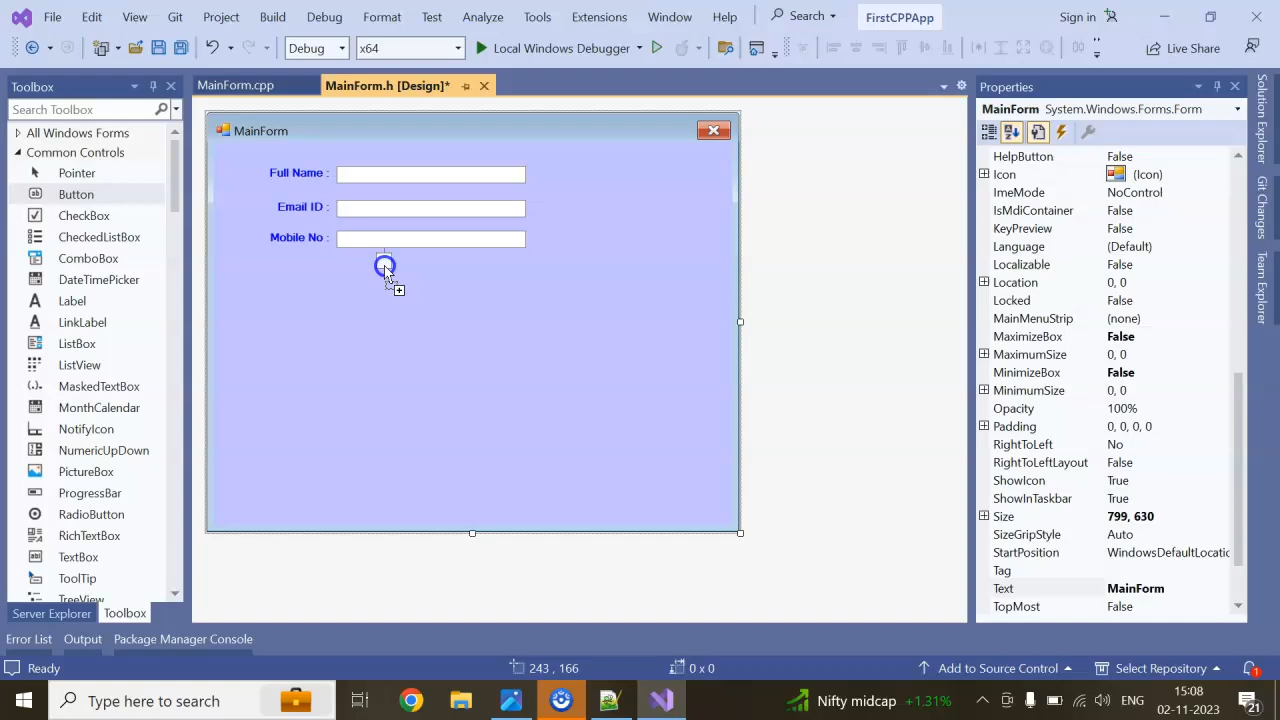 File Edit View Git Project Build Debug Format Test Analyze Tools Extensions Window Help Search FirstCPPApp Sign in
Debug x64 Local Windows Debugger Live Share
Toolbox
Search Toolbox
All Windows Forms
Common Controls
Pointer
Button
CheckBox
CheckedListBox
ComboBox
DateTimePicker
Label
LinkLabel
ListBox
ListView
MaskedTextBox
MonthCalendar
NotifyIcon
NumericUpDown
PictureBox
ProgressBar
RadioButton
RichTextBox
TextBox
ToolTip
TreeView
Server Explorer Toolbox
MainForm.cpp MainForm.h [Design]*
MainForm
Full Name :
Email ID :
Mobile No :
Properties
MainForm System.Windows.Forms.Form
HelpButton False
Icon (Icon)
ImeMode NoControl
IsMdiContainer False
KeyPreview False
Language (Default)
Localizable False
Location 0, 0
Locked False
MainMenuStrip (none)
MaximizeBox False
MaximumSize 0, 0
MinimizeBox False
MinimumSize 0, 0
Opacity 100%
Padding 0, 0, 0, 0
RightToLeft No
RightToLeftLayout False
ShowIcon True
ShowInTaskbar True
Size 799, 630
SizeGripStyle Auto
StartPosition WindowsDefaultLocatio
Tag
Text MainForm
TopMost False
Solution Explorer
Git Changes
Team Explorer
Error List Output Package Manager Console
Ready 243 , 166 0 x 0 Add to Source Control Select Repository 1
Type here to search Nifty midcap +1.31% ENG 15:08
02-11-2023 21